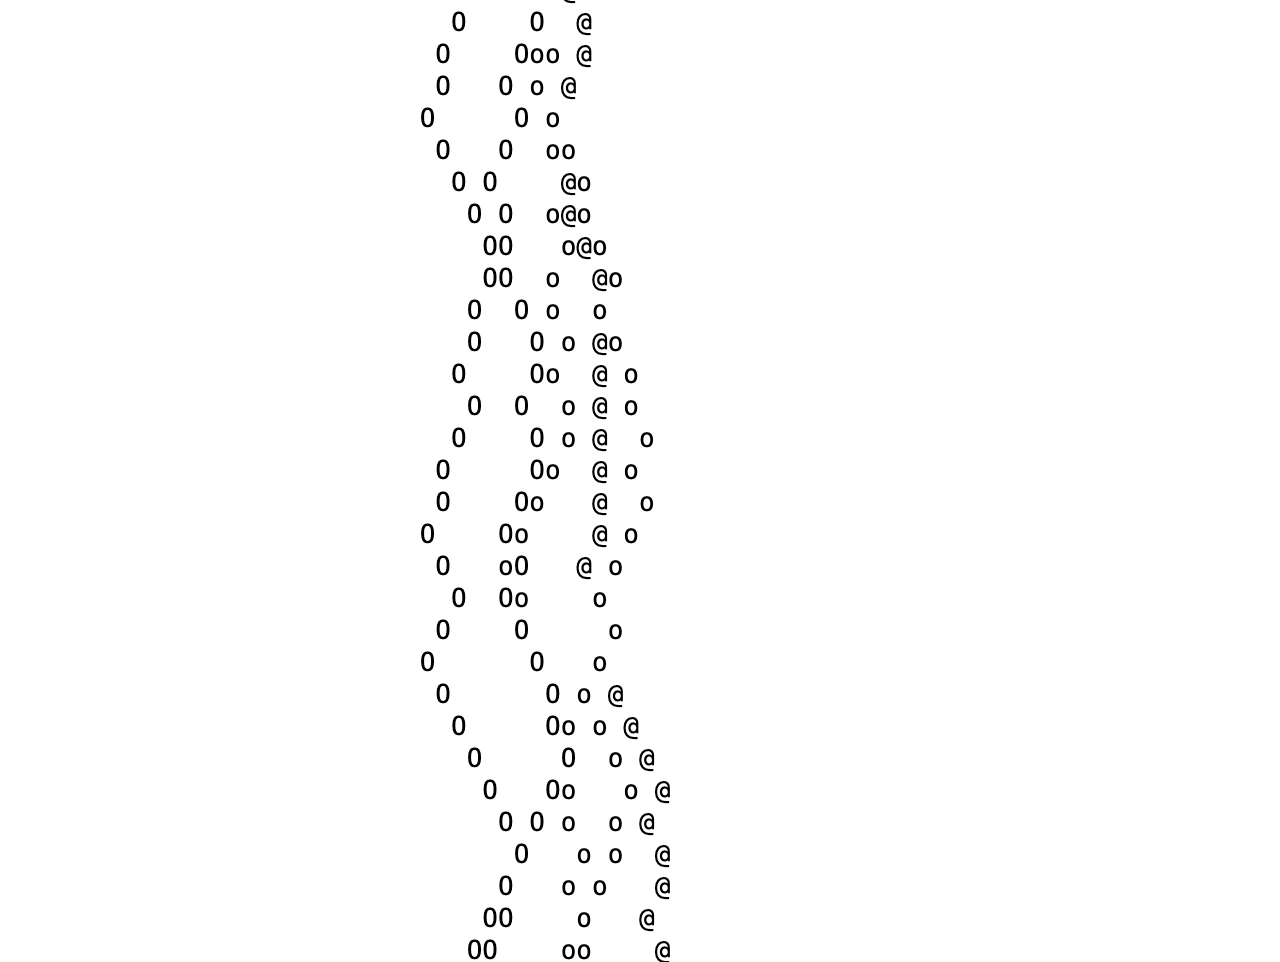 0    0  @
 0    0oo @
 0   0 o @
0     0 o
 0   0  oo
  0 0    @o
   0 0  o@o
    00   o@o
    00  o  @o
   0  0 o  o
   0   0 o @o
  0    0o  @ o
   0  0  o @ o
  0    0 o @  o
 0     0o  @ o
 0    0o   @  o
0    0o    @ o
 0   o0   @ o
  0  0o    o
 0    0     o
0      0   o
 0      0 o @
  0     0o o @
   0     0  o @
    0   0o   o @
     0 0 o  o @
      0   o o  @
     0   o o   @
    00    o   @
   00    oo    @